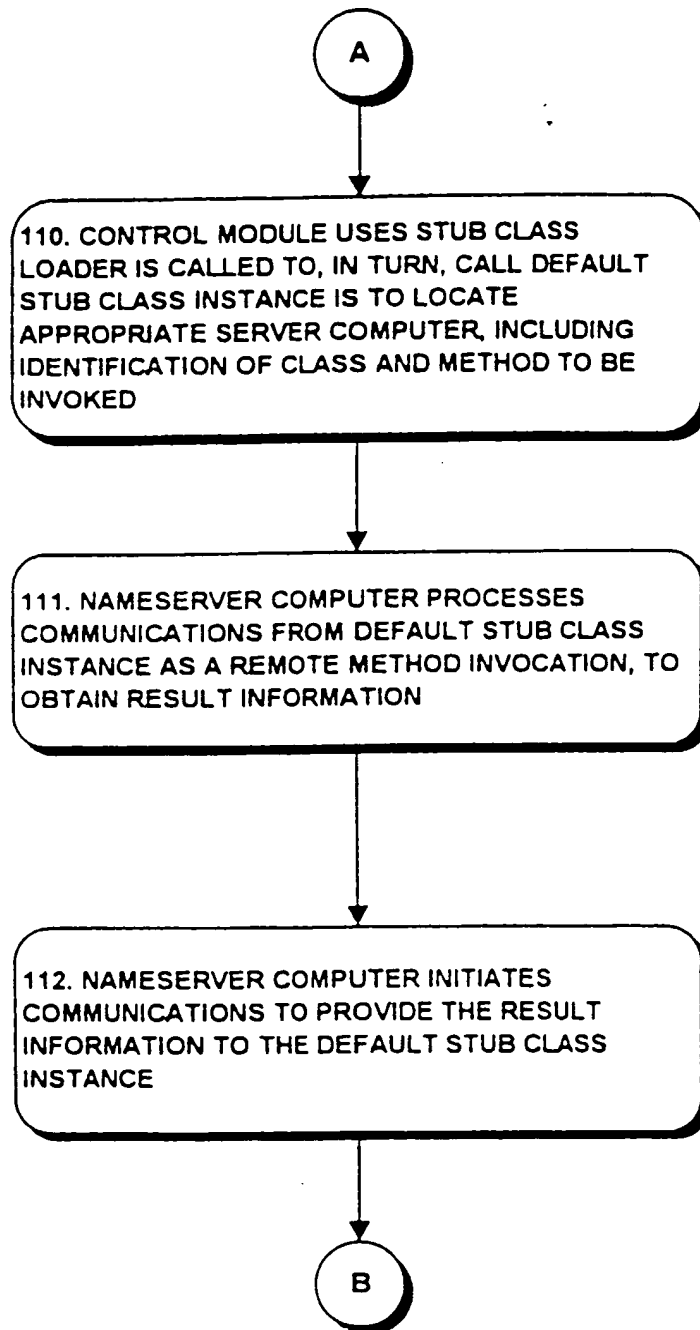 A
110. CONTROL MODULE USES STUB CLASS
LOADER IS CALLED TO, IN TURN, CALL DEFAULT
STUB CLASS INSTANCE IS TO LOCATE
APPROPRIATE SERVER COMPUTER, INCLUDING
IDENTIFICATION OF CLASS AND METHOD TO BE
INVOKED
111. NAMESERVER COMPUTER PROCESSES
COMMUNICATIONS FROM DEFAULT STUB CLASS
INSTANCE AS A REMOTE METHOD INVOCATION, TO
OBTAIN RESULT INFORMATION
112. NAMESERVER COMPUTER INITIATES
COMMUNICATIONS TO PROVIDE THE RESULT
INFORMATION TO THE DEFAULT STUB CLASS
INSTANCE
B